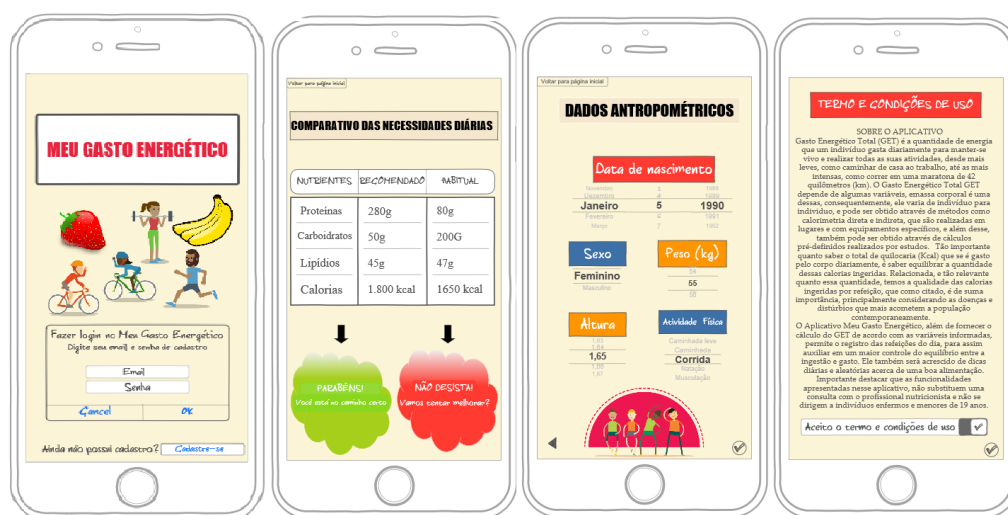 MEU GASTO ENERGÉTICO
Fazer login no Meu Gasto Energético
Digite seu email e senha de cadastro
Email
Senha
Cancel OK
Ainda não possui cadastro? Cadastre-se
Voltar para página inicial
COMPARATIVO DAS NECESSIDADES DIÁRIAS
NUTRIENTES RECOMENDADO HABITUAL
Proteinas 280g 80g
Carboidratos 50g 200G
Lipídios 45g 47g
Calorias 1.800 kcal 1650 kcal
PARABÉNS!
Você está no caminho certo
NÃO DESISTA!
Vamos tentar melhorar?
Voltar para página inicial
DADOS ANTROPOMÉTRICOS
Data de nascimento
Novembro 3 1988
Dezembro 4 1989
Janeiro 5 1990
Fevereiro 6 1991
Março 7 1992
Sexo
Feminino
Masculino
Peso (kg)
54
55
56
Altura
1,63
1,64
1,65
1,66
1,67
Actividade Física
Caminhada leve
Caminhada
Corrida
Natação
Musculação
TERMO E CONDIÇÕES DE USO
SOBRE O APLICATIVO
Gasto Energético Total (GET) é a quantidade de energia
que um indivíduo gasta diariamente para manter-se
vivo e realizar todas as suas atividades, desde mais
leves, como caminhar de casa ao trabalho, até as mais
intensas, como correr em uma maratona de 42
quilômetros (km). O Gasto Energético Total GET
depende de algumas variáveis, emassa corporal é uma
dessas, consequentemente, ele varia de indivíduo para
individuo, e pode ser obtido através de métodos como
calorimetria direta e indireta, que são realizadas em
lugares e com equipamentos específicos, e além desse,
também pode ser obtido através de cálculos
pré-definidos realizados por estudos. Tão importante
quanto saber o total de quilocaria (Kcal) que se é gasto
pelo corpo diariamente, é saber equilibrar a quantidade
dessas calorias ingeridas. Relacionada, e tão relevante
quanto essa quantidade, temos a qualidade das calorias
ingeridas por refeição, que como citado, é de suma
importância, principalmente considerando as doenças e
distúrbios que mais acometem a população
contemporaneamente.
O Aplicativo Meu Gasto Energético, além de fornecer o
cálculo do GET de acordo com as variáveis informadas,
permite o registro das refeições do dia, para assim
auxiliar em um maior controle do equilíbrio entre a
ingestão e gasto. Ele também será acrescido de dicas
diárias e aleatórias acerca de uma boa alimentação.
Importante destacar que as funcionalidades
apresentadas nesse aplicativo, não substituem uma
consulta com o profissional nutricionista e não se
dirigem a indivíduos enfermos e menores de 19 anos.
Aceito o termo e condições de uso